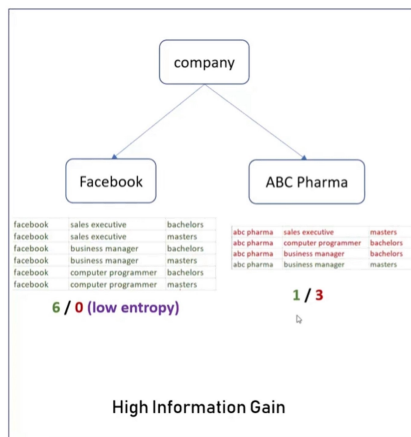 company
Facebook
ABC Pharma
facebook sales executive bachelors
facebook sales executive masters
facebook business manager bachelors
facebook business manager masters
facebook computer programmer bachelors
facebook computer programmer masters
6 / 0 (low entropy)
abc pharma sales executive masters
abc pharma computer programmer bachelors
abc pharma business manager bachelors
abc pharma business manager masters
1 / 3
High Information Gain